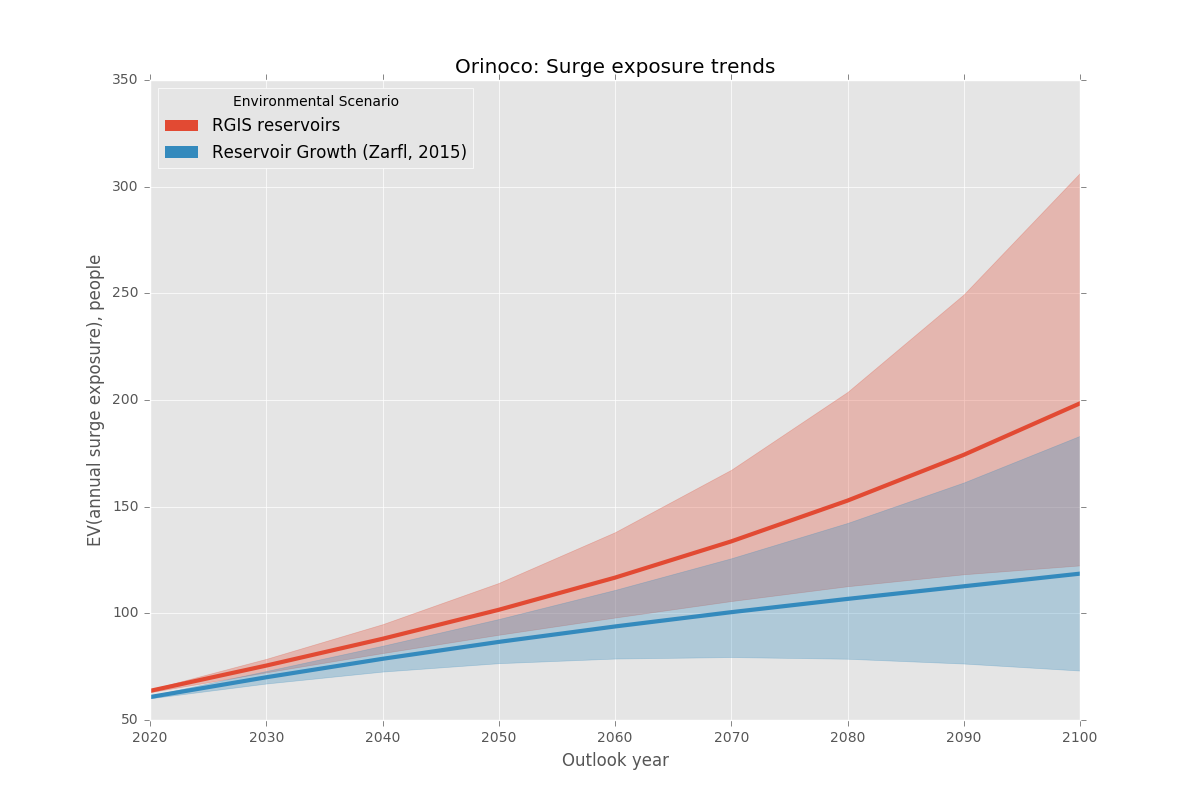 Orinoco: Surge exposure trends
Environmental Scenario
RGIS reservoirs
Reservoir Growth (Zarfl, 2015)
EV(annual surge exposure), people
350
300
250
200
150
100
50
2020 2030 2040 2050 2060 2070 2080 2090 2100
Outlook year